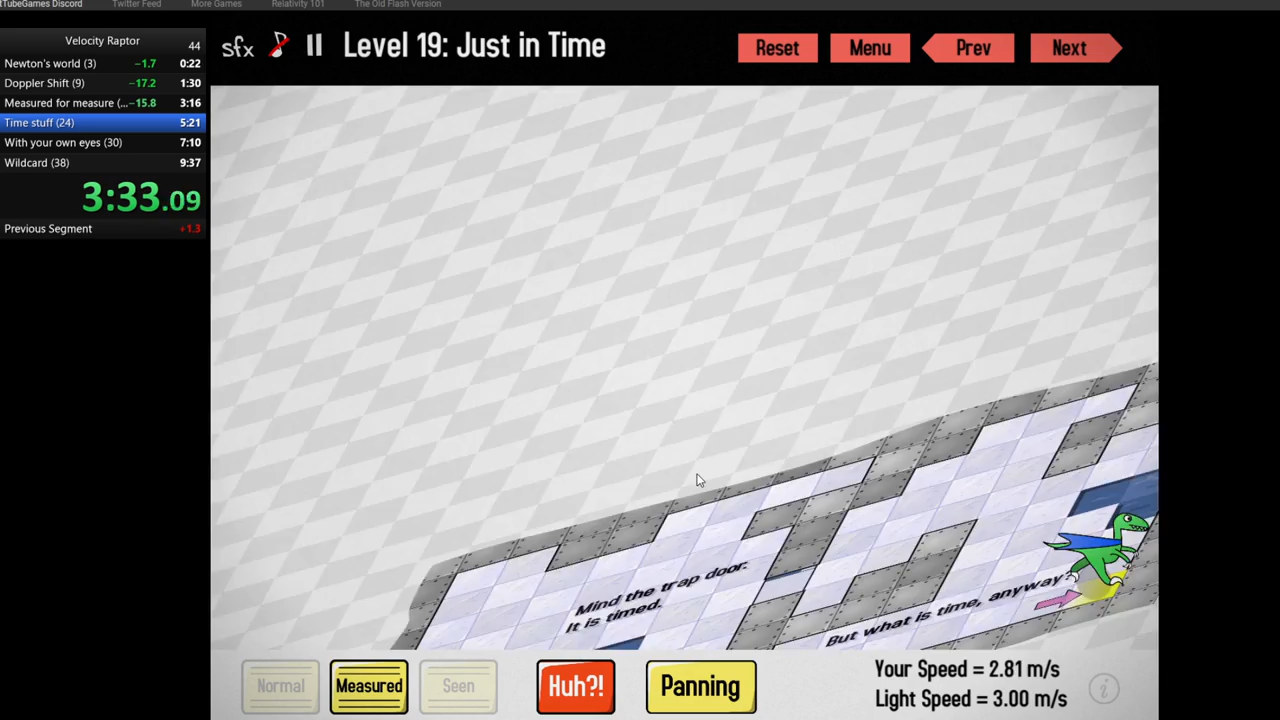 tTubeGames Discord Twitter Feed More Games Relativity 101 The Old Flash Version
Velocity Raptor 44
Newton's world (3) −1.7 0:22
Doppler Shift (9) −17.2 1:30
Measured for measure (... −15.8 3:16
Time stuff (24) 5:21
With your own eyes (30) 7:10
Wildcard (38) 9:37
3:33.09
Previous Segment +1.3
sfx Level 19: Just in Time Reset Menu Prev Next
Mind the trap door.
It is timed.
But what is time, anyway?
Normal Measured Seen Huh?! Panning
Your Speed = 2.81 m/s
Light Speed = 3.00 m/s
i